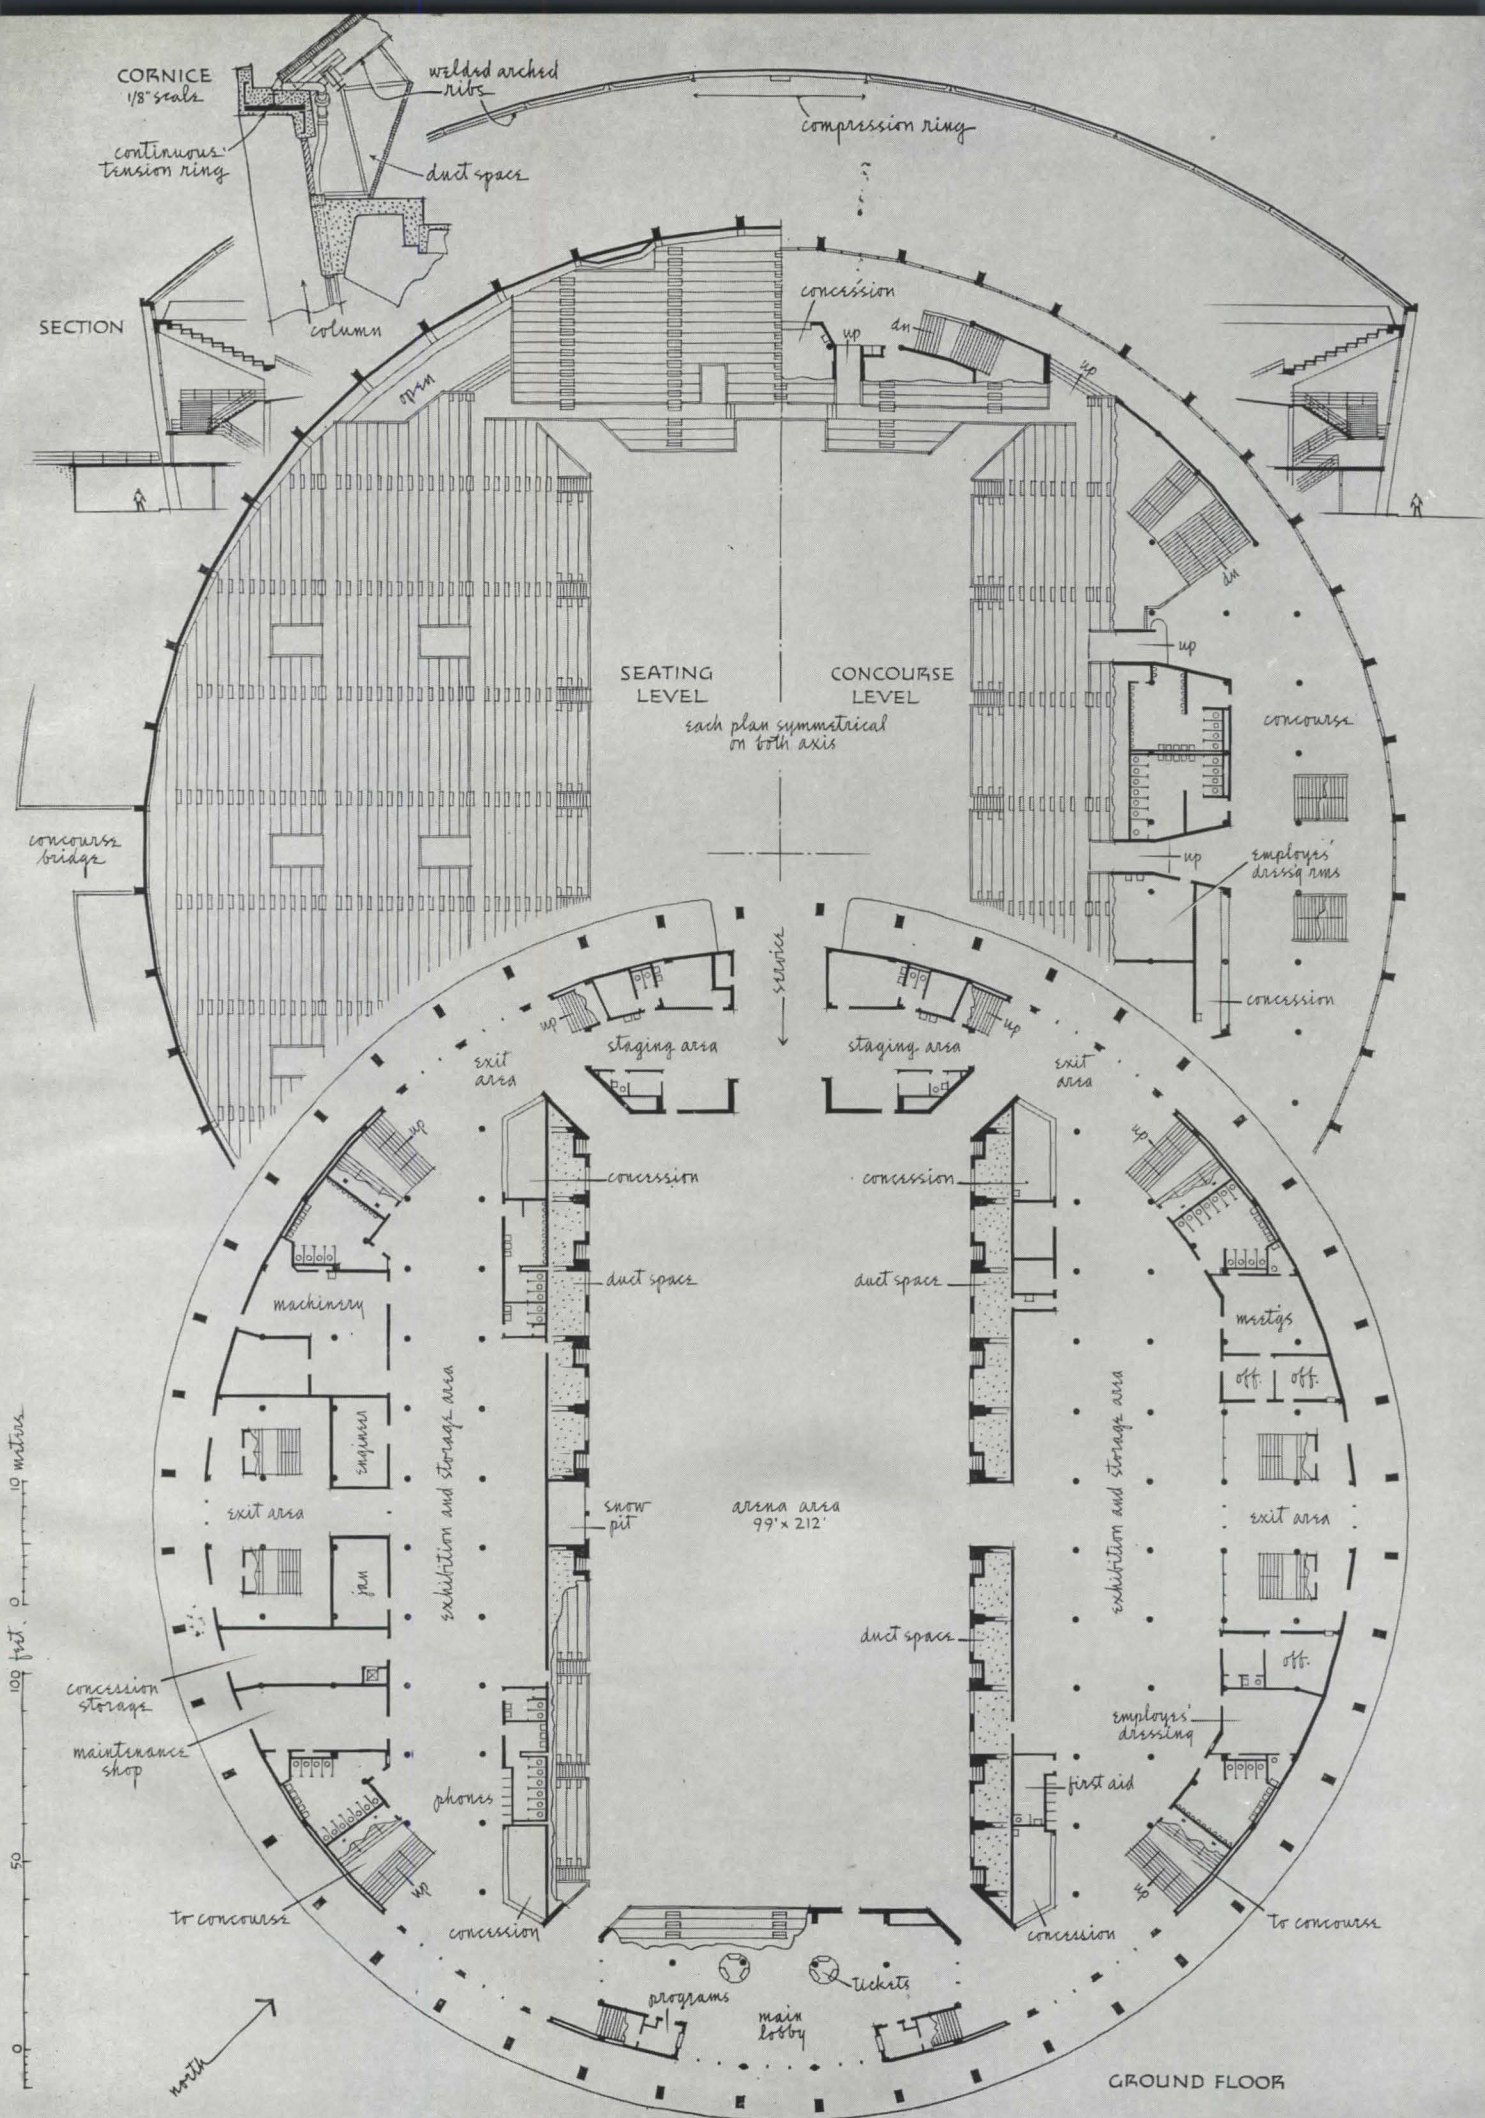 CORNICE
1/8" scale
welded arched
ribs
compression ring
continuous
tension ring
duct space
SECTION
column
concession
up
dn
open
up
dn
SEATING
LEVEL
CONCOURSE
LEVEL
each plan symmetrical
on both axis
up
concourse
concourse
bridge
up
employes'
dress'g rms
service
concession
up
staging area
staging area
up
exit
area
exit
area
up
up
concession
concession
duct space
duct space
machinery
meetgs
off.
off.
exhibition and storage area
exhibition and storage area
engineer
10 meters
exit area
snow
pit
arena area
99' x 212'
exit area
jan
0
duct space
off.
100 feet
concession
storage
employes'
dressing
maintenance
shop
phones
first aid
50
up
up
to concourse
concession
concession
to concourse
tickets
programs
main
lobby
0
north
GROUND FLOOR